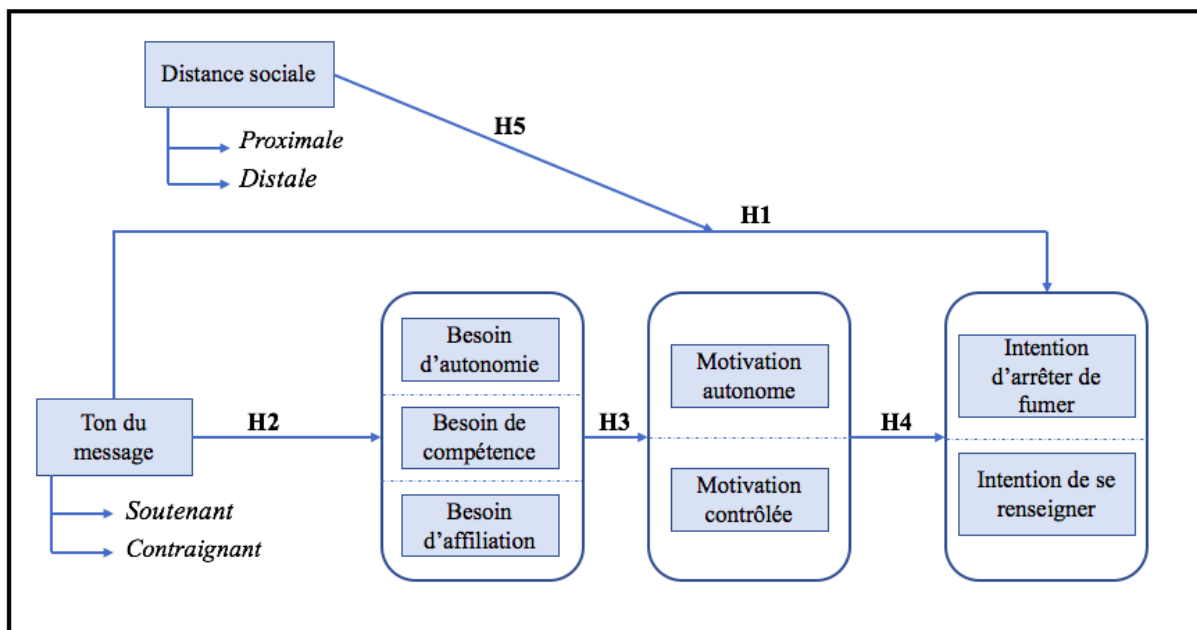 Distance sociale
H5
Proximale
Distale
H1
Besoin
d’autonomie
Motivation
autonome
Intention
d’arrêter de
fumer
Ton du
message
H2
Besoin de
compétence
H3
H4
Soutenant
Contraignant
Besoin
d’affiliation
Motivation
contrôlée
Intention de se
renseigner